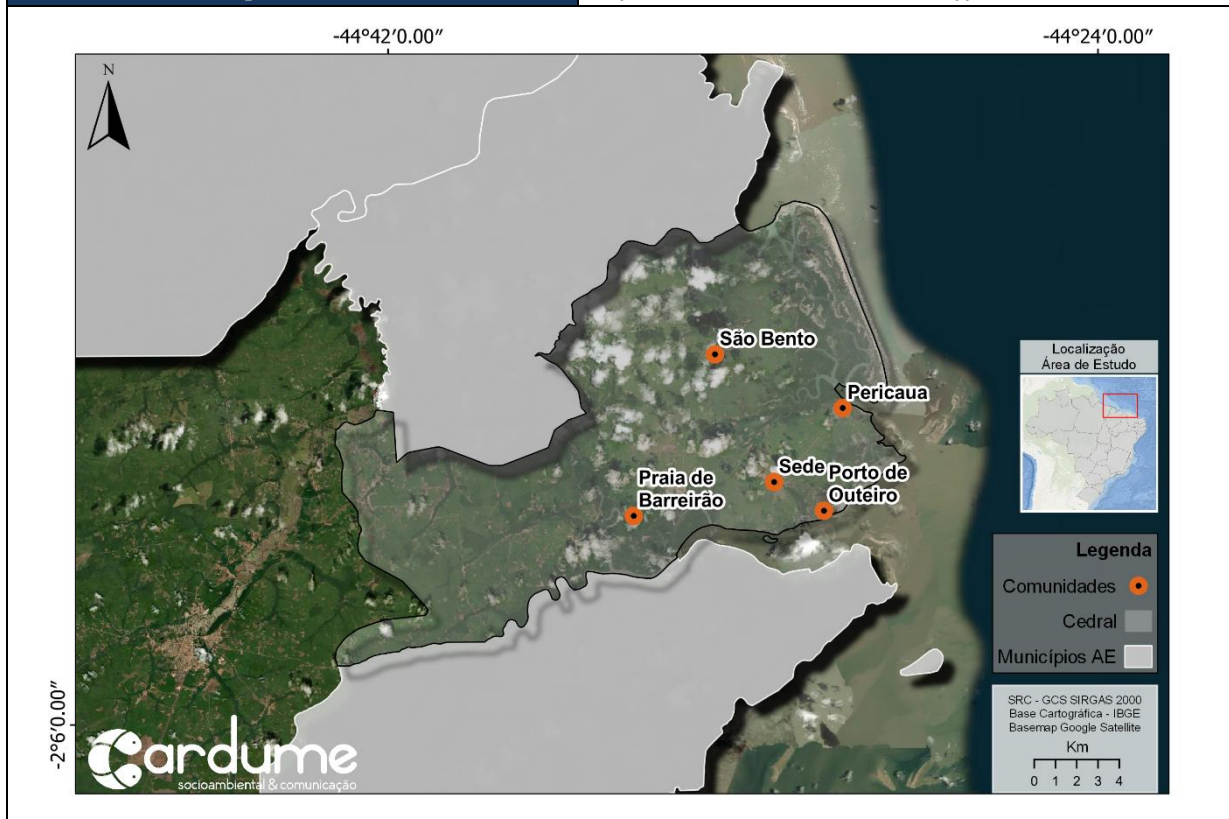 -44°42′0.00″
-44°24′0.00″
N
São Bento
Pericaua
Sede
Porto de
Outeiro
Praia de
Barreirão
Localização
Área de Estudo
Legenda
Comunidades
Cedral
Municípios AE
SRC - GCS SIRGAS 2000
Base Cartográfica - IBGE
Basemap Google Satellite
Km
0 1 2 3 4
-2°6′0.00″
Cardume
socioambiental & comunicação